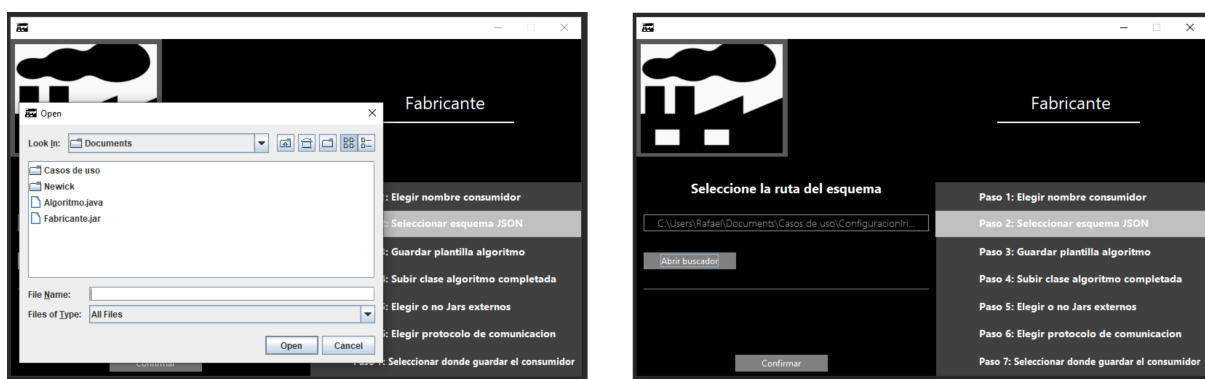 Open
Fabricante
Look In: Documents
Casos de uso
Newick
Algoritmo.java
Fabricante.jar
: Elegir nombre consumidor
: Seleccionar esquema JSON
: Guardar plantilla algoritmo
: Subir clase algoritmo completada
: Elegir o no Jars externos
: Elegir protocolo de comunicacion
File Name:
Files of Type: All Files
Open Cancel
Confirmar
Paso 7: Seleccionar donde guardar el consumidor
Fabricante
Seleccione la ruta del esquema
C:\Users\Rafael\Documents\Casos de uso\ConfiguracionIri...
Abrir buscador
Confirmar
Paso 1: Elegir nombre consumidor
Paso 2: Seleccionar esquema JSON
Paso 3: Guardar plantilla algoritmo
Paso 4: Subir clase algoritmo completada
Paso 5: Elegir o no Jars externos
Paso 6: Elegir protocolo de comunicacion
Paso 7: Seleccionar donde guardar el consumidor